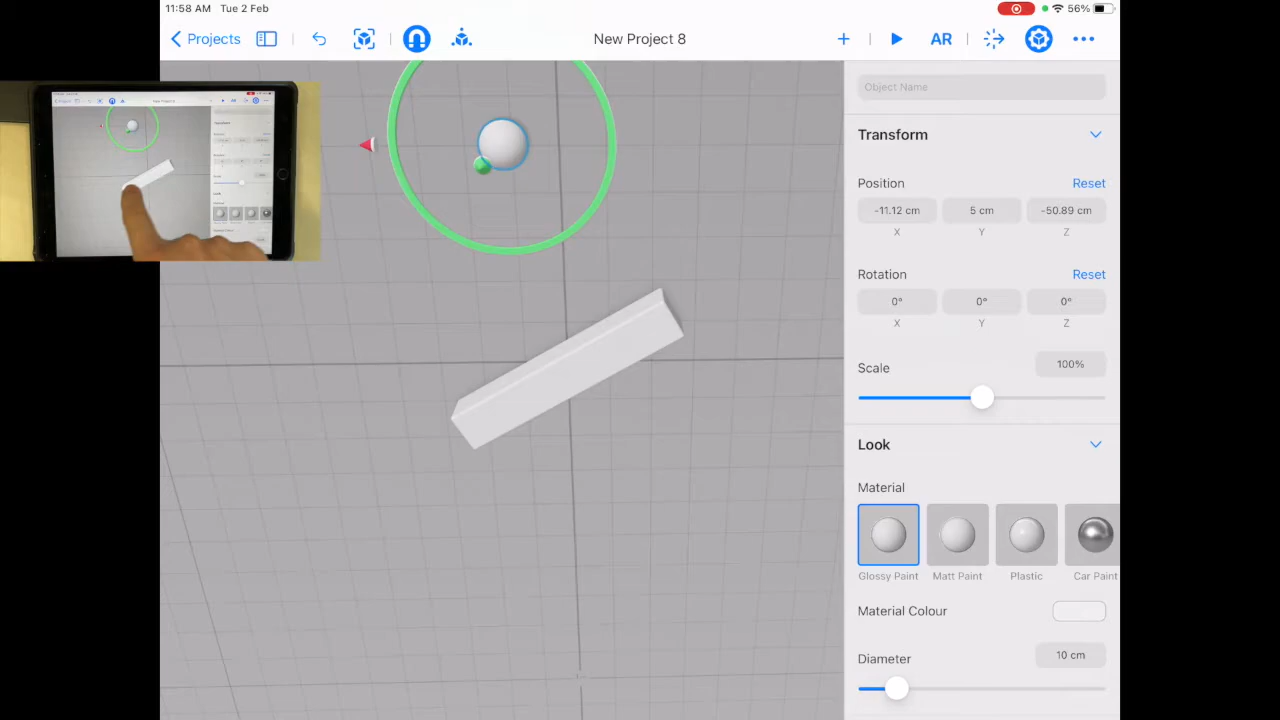 11:58 AM Tue 2 Feb 56%
Projects New Project 8 AR
Object Name
Transform
Position Reset
-11.12 cm 5 cm -50.89 cm
X Y Z
Rotation Reset
0° 0° 0°
X Y Z
Scale 100%
Look
Material
Glossy Paint Matt Paint Plastic Car Paint
Material Colour
Diameter 10 cm